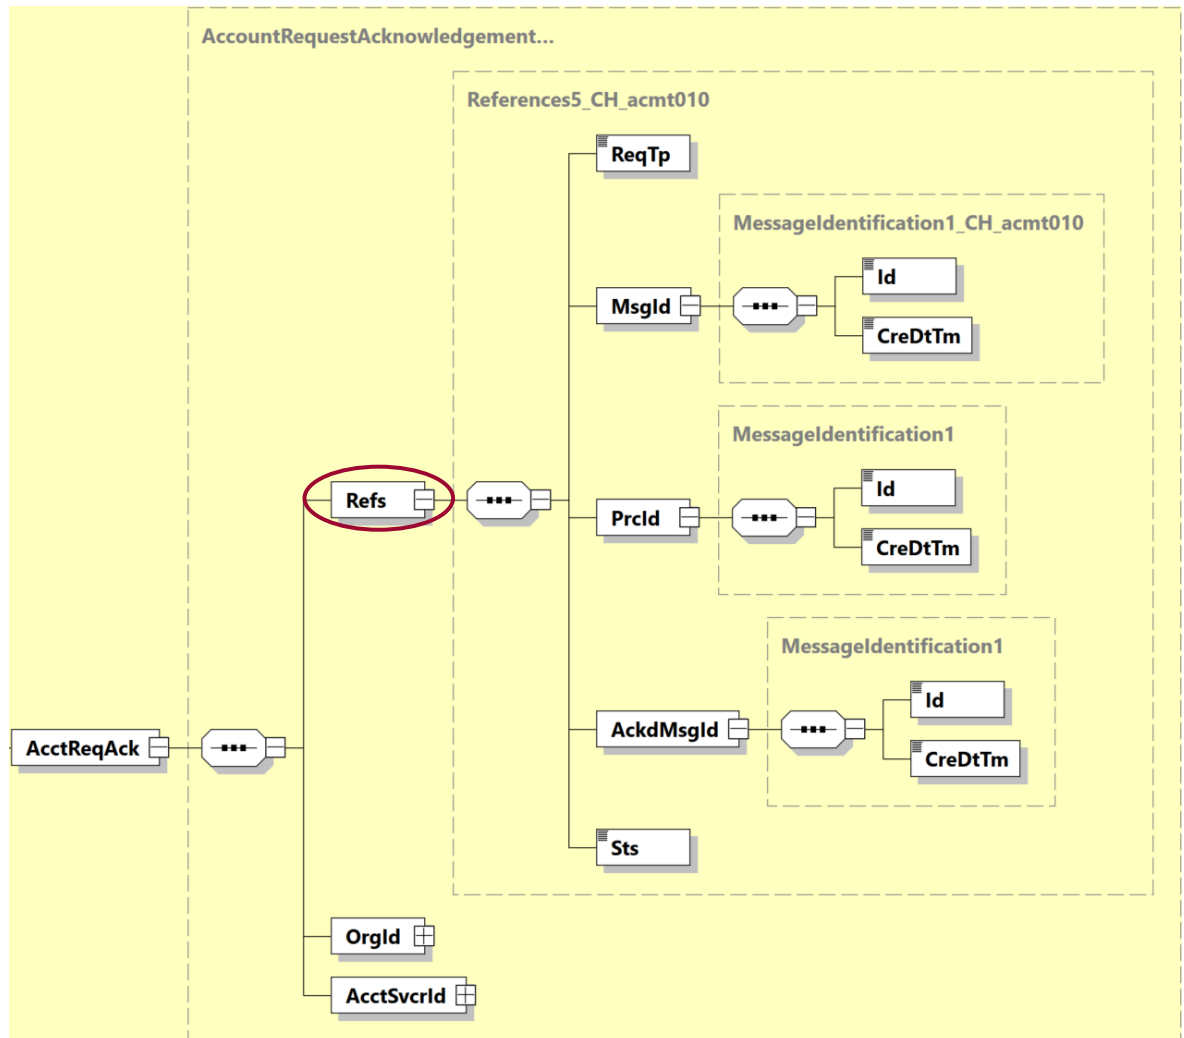 AccountRequestAcknowledgement...
References5_CH_acmt010
ReqTp
MessageIdentification1_CH_acmt010
Id
MsgId
CreDtTm
MessageIdentification1
Id
Refs
PrcId
CreDtTm
MessageIdentification1
Id
AckdMsgId
AcctReqAck
CreDtTm
Sts
OrgId
AcctSvcrId